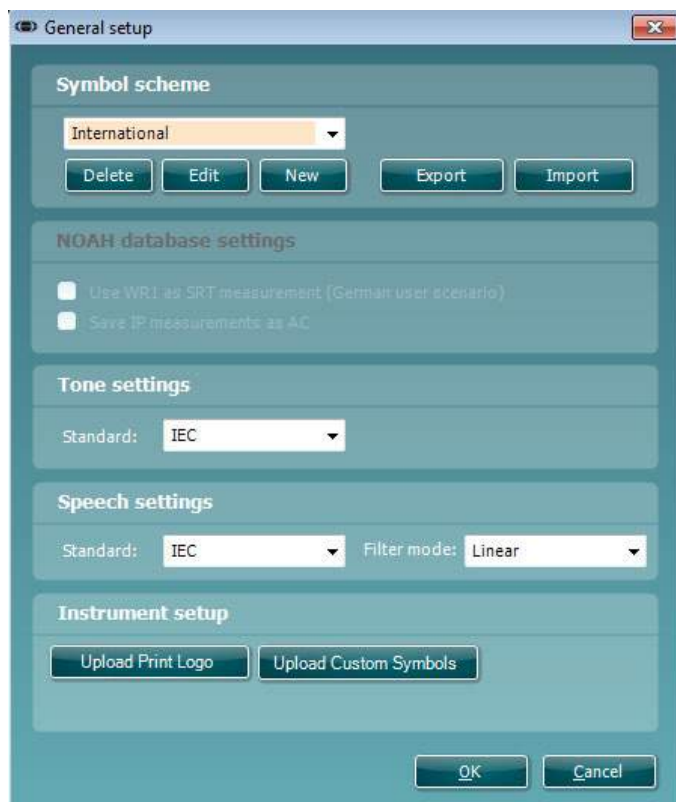 General setup
Symbol scheme
International
Delete Edit New Export Import
NOAH database settings
Use WR1 as SRT measurement (German user scenario)
Save IP measurements as AC
Tone settings
Standard: IEC
Speech settings
Standard: IEC Filter mode: Linear
Instrument setup
Upload Print Logo Upload Custom Symbols
OK Cancel